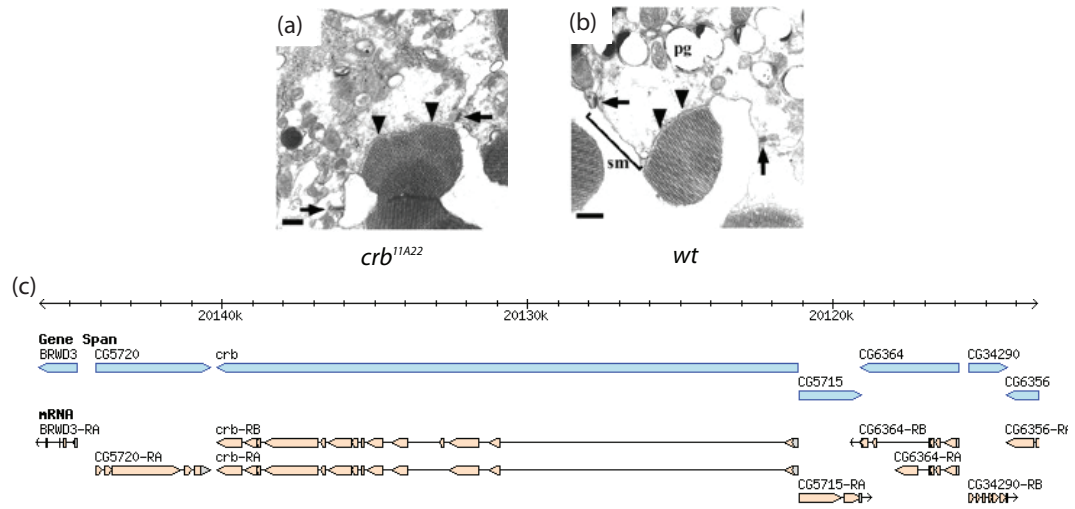 (a)
(b)
pg
sm
crb11A22
wt
(c)
20140k 20130k 20120k
Gene Span
BRWD3 CG5720 crb CG6364 CG34290
CG5715 CG6356
mRNA
BRWD3-RA crb-RB CG6364-RB CG6356-RA
CG5720-RA crb-RA CG6364-RA
CG5715-RA CG34290-RB